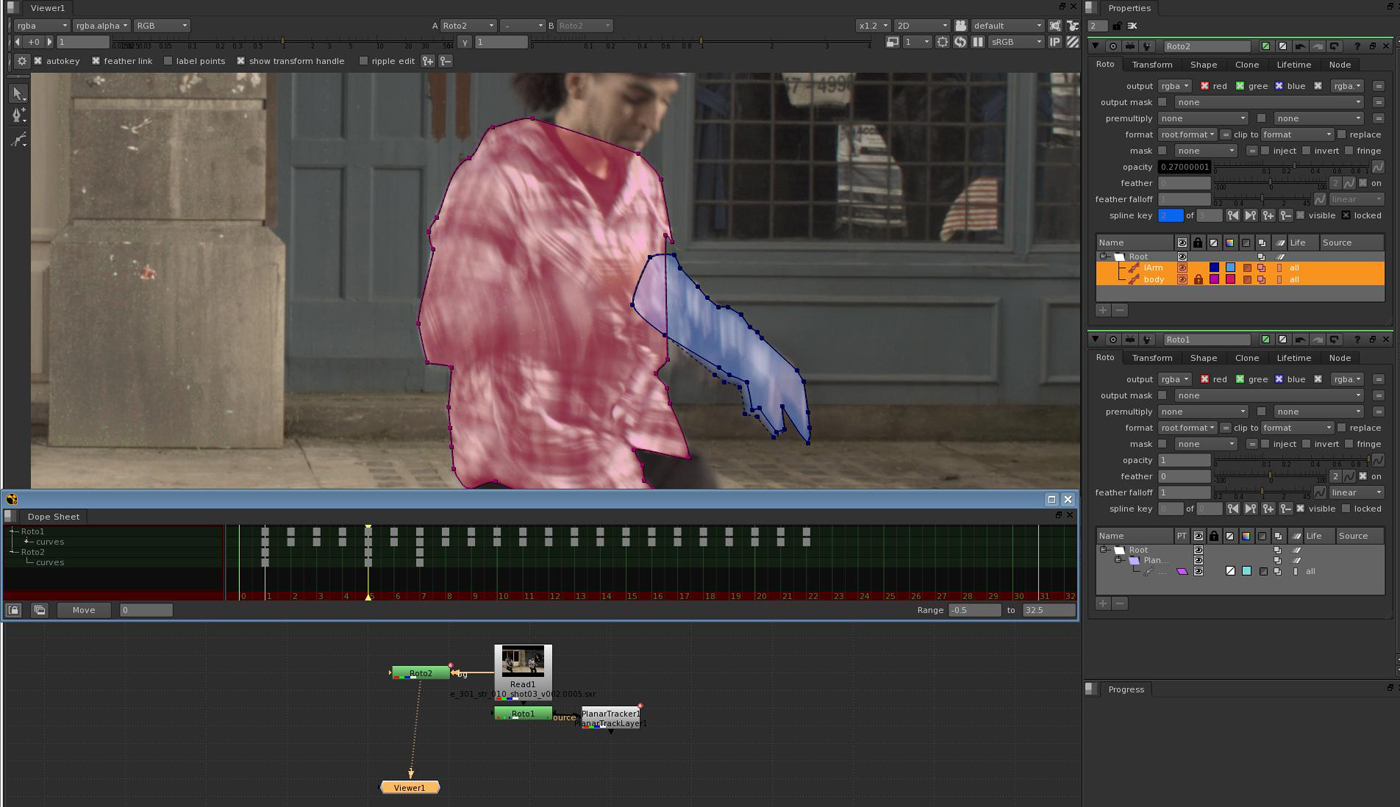 Viewer1
rgba rgba.alpha RGB A Roto2 - B Roto2 x1.2 2D default
+0 1 γ 1 1 sRGB IP
autokey feather link label points show transform handle ripple edit
17 - 499
Dope Sheet
Roto1
curves
Roto2
curves
0 1 2 3 4 5 6 7 8 9 10 11 12 13 14 15 16 17 18 19 20 21 22 23 24 25 26 27 28 29 30 31 32
Move 0 Range -0.5 to 32.5
Roto2
bg
Read1
e_301_str_010_shot03_v002.0005.sxr
Roto1
ource
PlanarTracker1
PlanarTrackLayer1
Viewer1
Properties
2
Roto2
Roto Transform Shape Clone Lifetime Node
output rgba red gree blue rgba.
output mask none
premultiply none none
format root.format = clip to format replace
mask none = inject invert fringe
opacity 0.27000001
feather 0 2 on
feather falloff 1 linear
spline key 2 of 3 visible locked
Name Life Source
Root
lArm all
body all
Roto1
Roto Transform Shape Clone Lifetime Node
output rgba red gree blue rgba.
output mask none
premultiply none none
format root.format = clip to format replace
mask none = inject invert fringe
opacity 1
feather 0 2 on
feather falloff 1 linear
spline key 0 of 0 visible locked
Name PT Life Source
Root
Plan...
... all
Progress